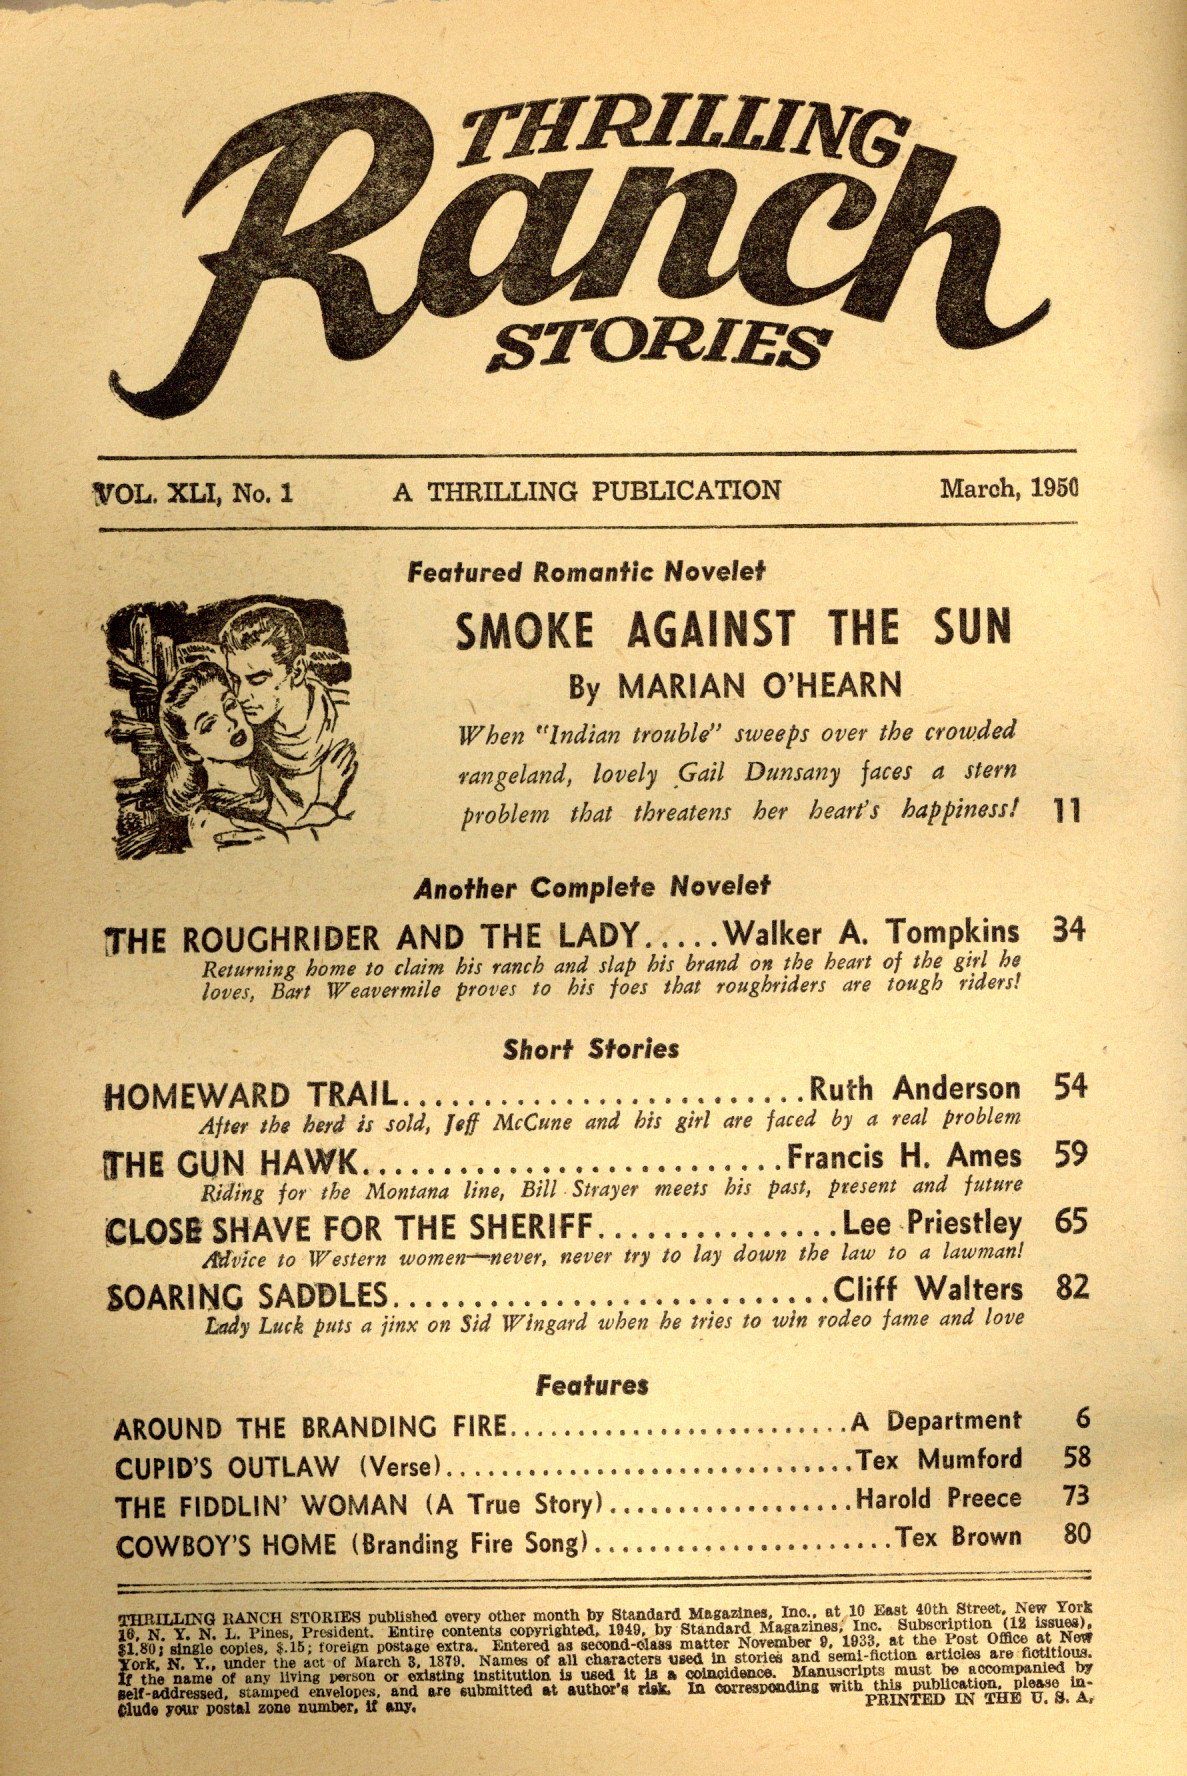 THRILLING
Ranch
STORIES
VOL. XLI, No. 1 A THRILLING PUBLICATION March, 1950
Featured Romantic Novelet
SMOKE AGAINST THE SUN
By MARIAN O'HEARN
When "Indian trouble" sweeps over the crowded
rangeland, lovely Gail Dunsany faces a stern
problem that threatens her heart's happiness! 11
Another Complete Novelet
THE ROUGHRIDER AND THE LADY.....Walker A. Tompkins 34
Returning home to claim his ranch and slap his brand on the heart of the girl he
loves, Bart Weavermile proves to his foes that roughriders are tough riders!
Short Stories
HOMEWARD TRAIL..........................Ruth Anderson 54
After the herd is sold, Jeff McCune and his girl are faced by a real problem
THE GUN HAWK...........................Francis H. Ames 59
Riding for the Montana line, Bill Strayer meets his past, present and future
CLOSE SHAVE FOR THE SHERIFF...............Lee Priestley 65
Advice to Western women—never, never try to lay down the law to a lawman!
SOARING SADDLES............................Cliff Walters 82
Lady Luck puts a jinx on Sid Wingard when he tries to win rodeo fame and love
Features
AROUND THE BRANDING FIRE.........................A Department 6
CUPID'S OUTLAW (Verse)..............................Tex Mumford 58
THE FIDDLIN' WOMAN (A True Story)..................Harold Preece 73
COWBOY'S HOME (Branding Fire Song)......................Tex Brown 80
THRILLING RANCH STORIES published every other month by Standard Magazines, Inc., at 10 East 40th Street, New York
16, N. Y. N. L. Pines, President. Entire contents copyrighted, 1949, by Standard Magazines, Inc. Subscription (12 issues),
$1.80; single copies, $.15; foreign postage extra. Entered as second-class matter November 9, 1933, at the Post Office at New
York, N. Y., under the act of March 3, 1879. Names of all characters used in stories and semi-fiction articles are fictitious.
If the name of any living person or existing institution is used it is a coincidence. Manuscripts must be accompanied by
self-addressed, stamped envelopes, and are submitted at author's risk. In corresponding with this publication, please in-
clude your postal zone number, if any. PRINTED IN THE U. S. A.